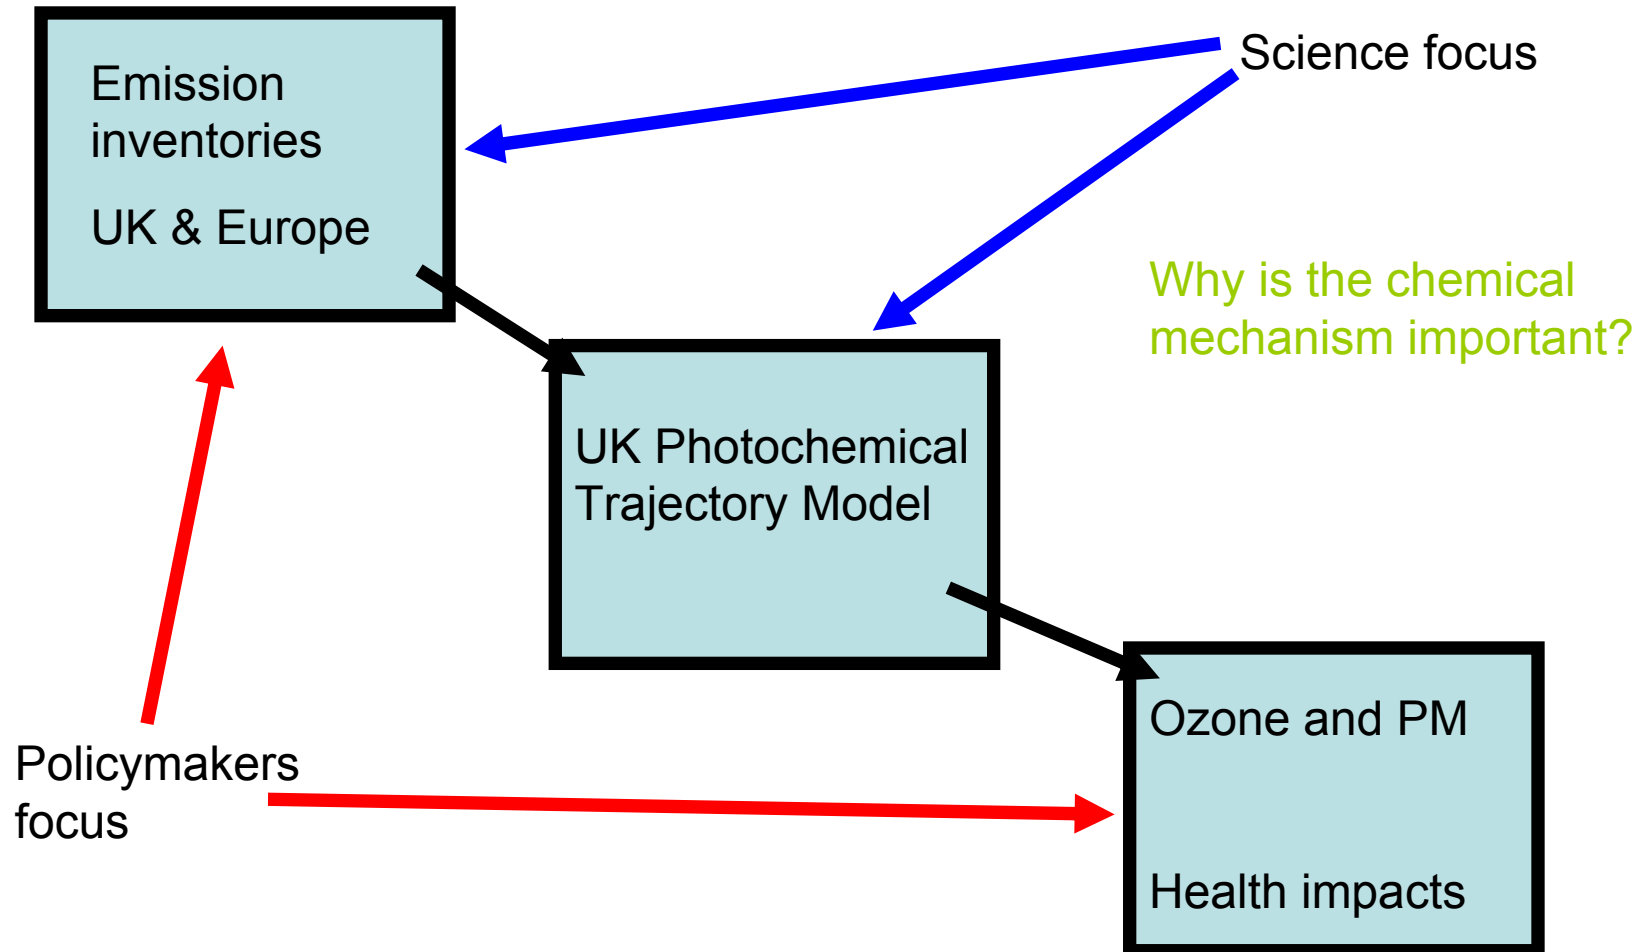 Emission
inventories
UK & Europe
Science focus
Why is the chemical
mechanism important?
UK Photochemical
Trajectory Model
Policymakers
focus
Ozone and PM
Health impacts